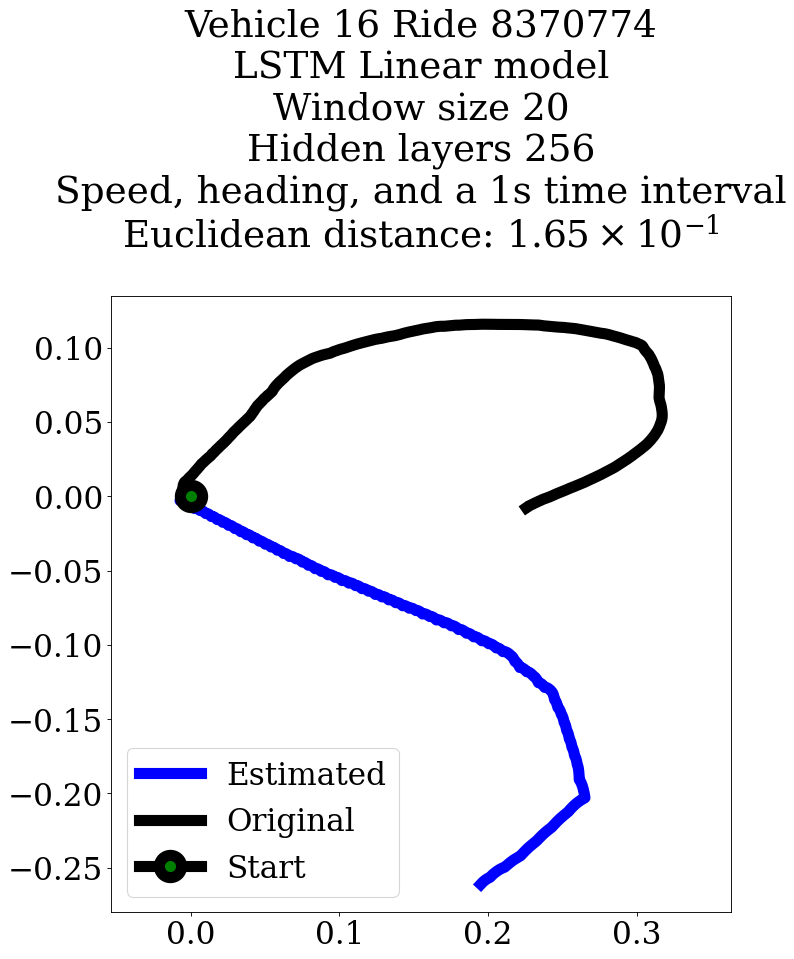 Vehicle 16 Ride 8370774
LSTM Linear model
Window size 20
Hidden layers 256
Speed, heading, and a 1s time interval
Euclidean distance: 1.65 × 10⁻¹
0.10
0.05
0.00
−0.05
−0.10
−0.15
−0.20
−0.25
Estimated
Original
Start
0.0 0.1 0.2 0.3